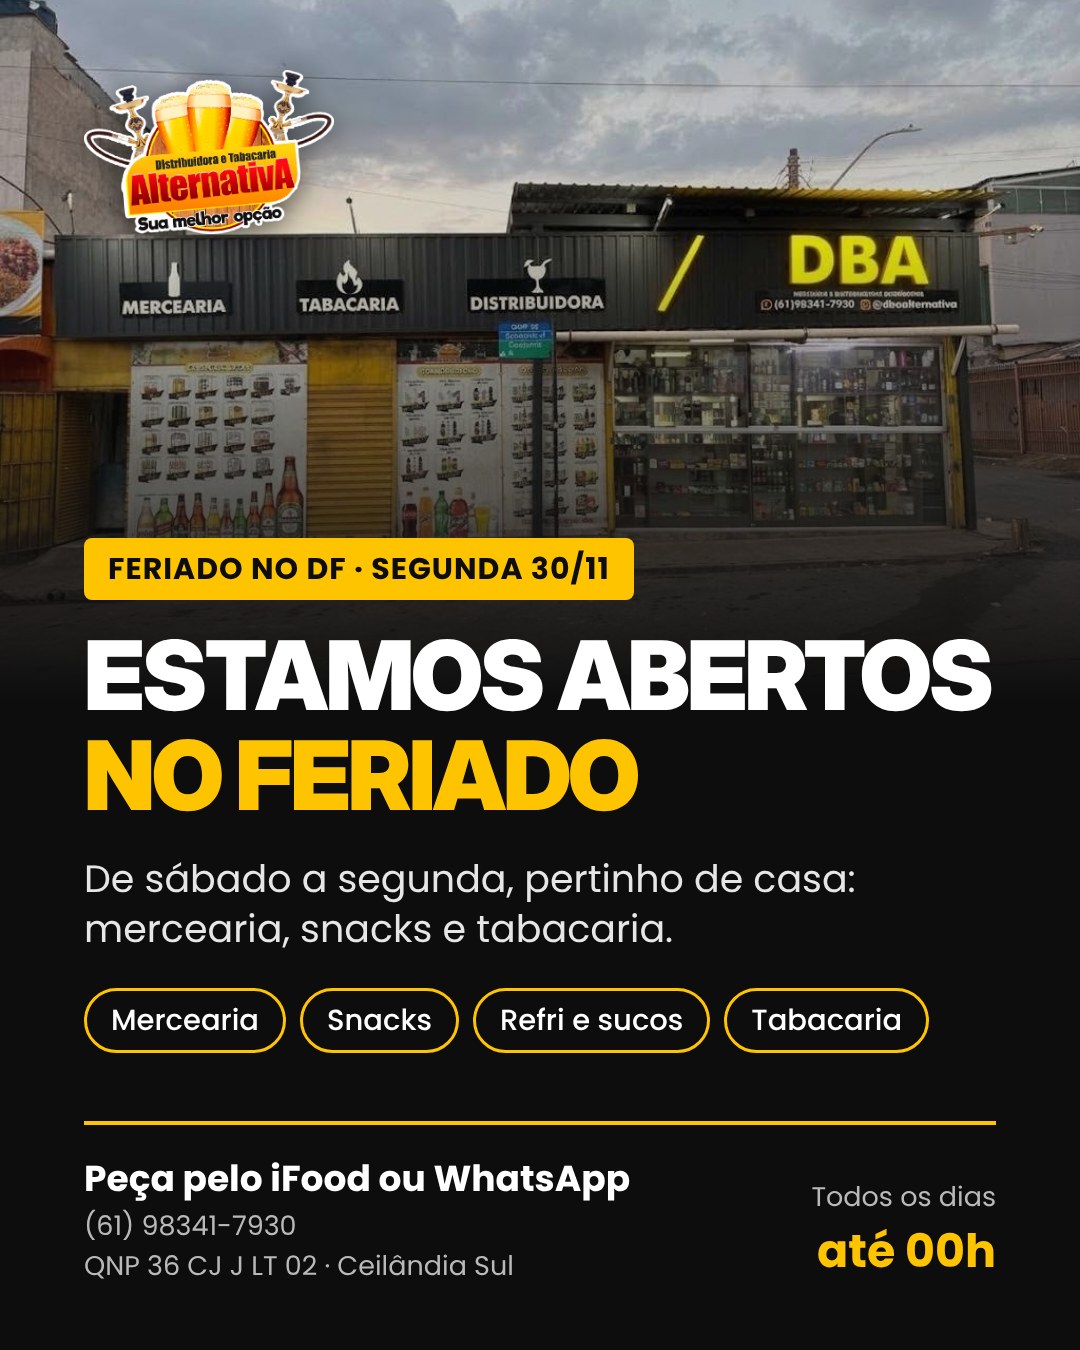 Distribuidora e Tabacaria
AlternativA
Sua melhor opção
MERCEARIA
TABACARIA
DISTRIBUIDORA
/ DBA
(61)98341-7930 @dboalternativa
FERIADO NO DF · SEGUNDA 30/11
ESTAMOS ABERTOS
NO FERIADO
De sábado a segunda, pertinho de casa:
mercearia, snacks e tabacaria.
Mercearia
Snacks
Refri e sucos
Tabacaria
Peça pelo iFood ou WhatsApp
(61) 98341-7930
QNP 36 CJ J LT 02 · Ceilândia Sul
Todos os dias
até 00h